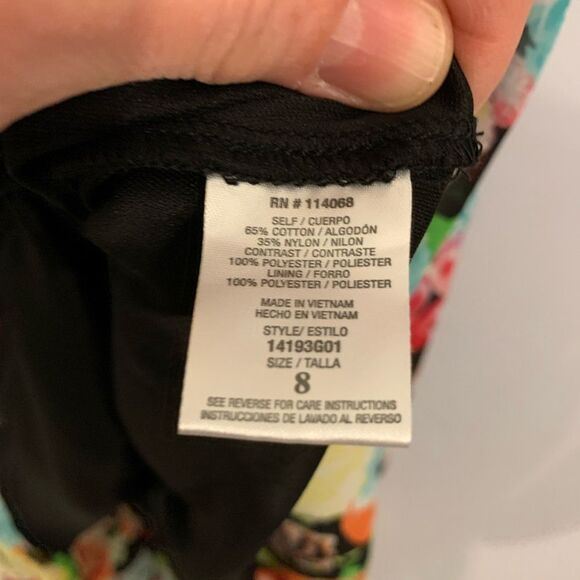 RN # 114068
SELF / CUERPO
65% COTTON / ALGODÓN
35% NYLON / NILON
CONTRAST / CONTRASTE
100% POLYESTER / POLIESTER
LINING / FORRO
100% POLYESTER / POLIESTER
MADE IN VIETNAM
HECHO EN VIETNAM
STYLE/ ESTILO
14193G01
SIZE / TALLA
8
SEE REVERSE FOR CARE INSTRUCTIONS
INSTRUCCIONES DE LAVADO AL REVERSO